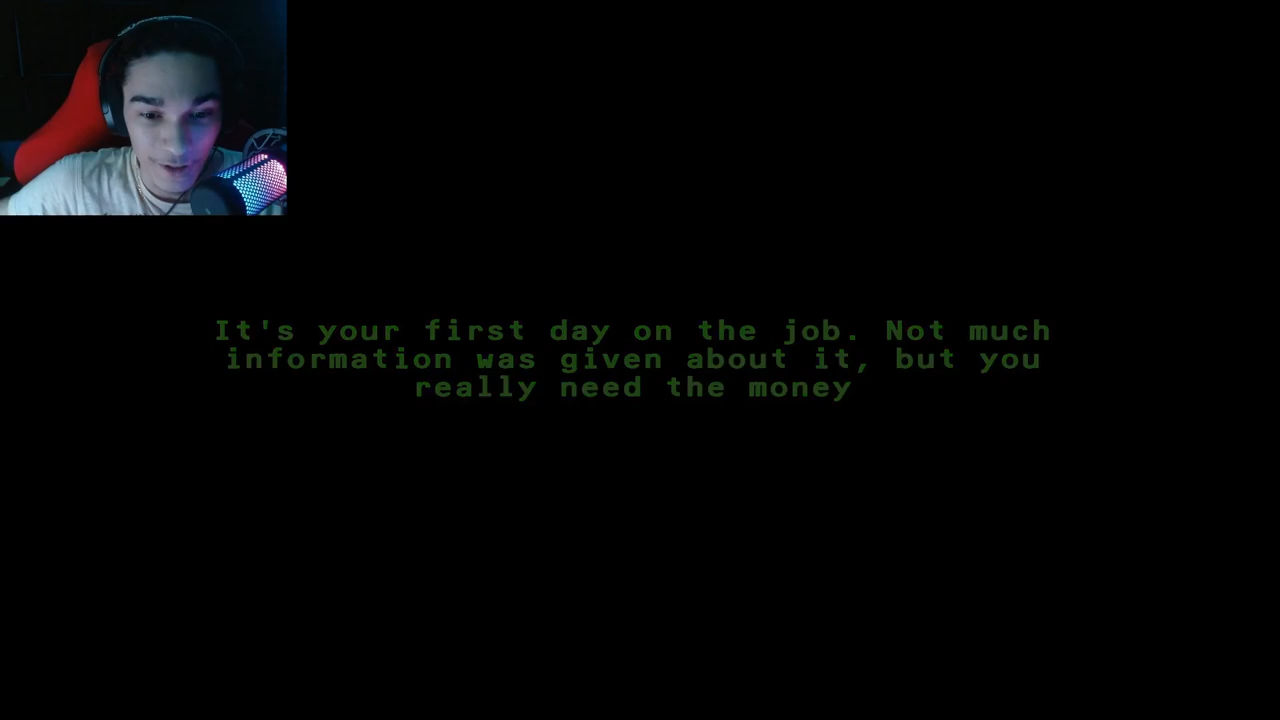 It's your first day on the job. Not much
information was given about it, but you
really need the money